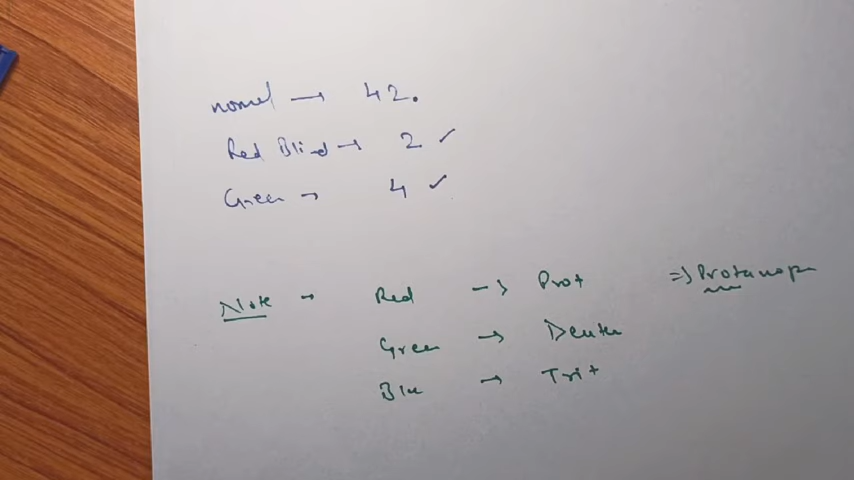 normal → 42.
Red Blind → 2 ✓
Green → 4 ✓
Note → Red → Prot ⇒ Protanope
Green → Deuter
Blue → Trit